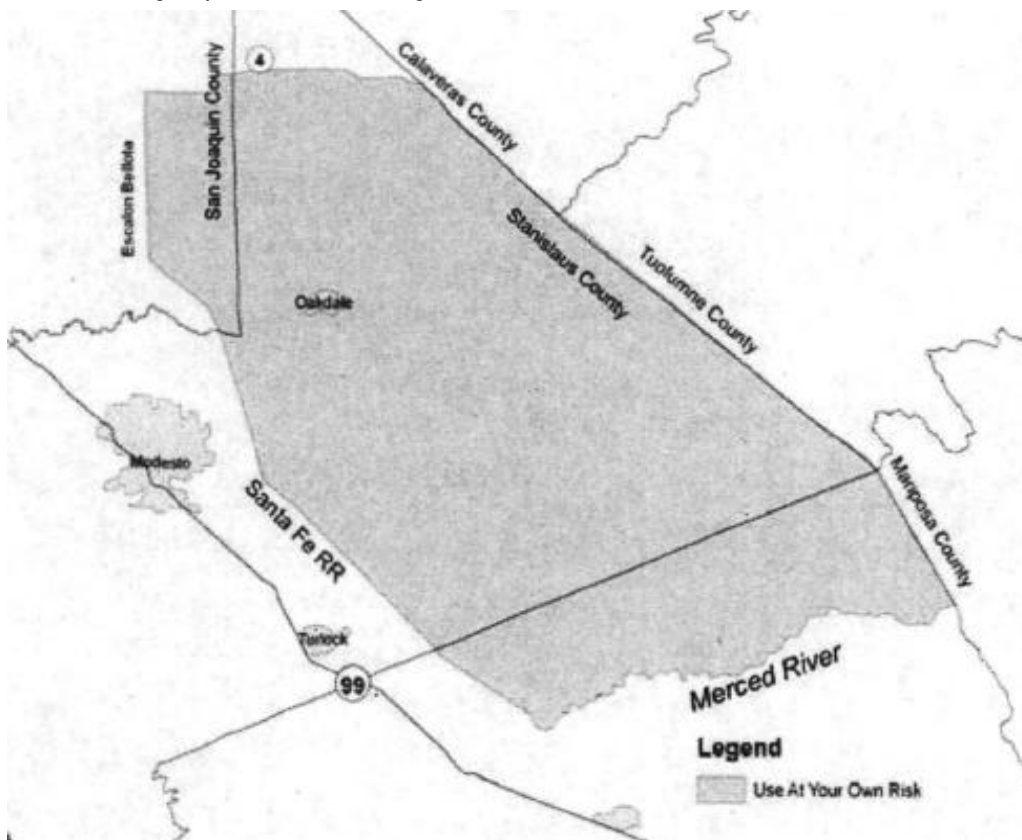 4
Calaveras County
San Joaquin County
Escalon Bellota
Stanislaus County
Tuolumne County
Oakdale
Modesto
Mariposa County
Santa Fe RR
Turlock
99
Merced River
Legend
Use At Your Own Risk